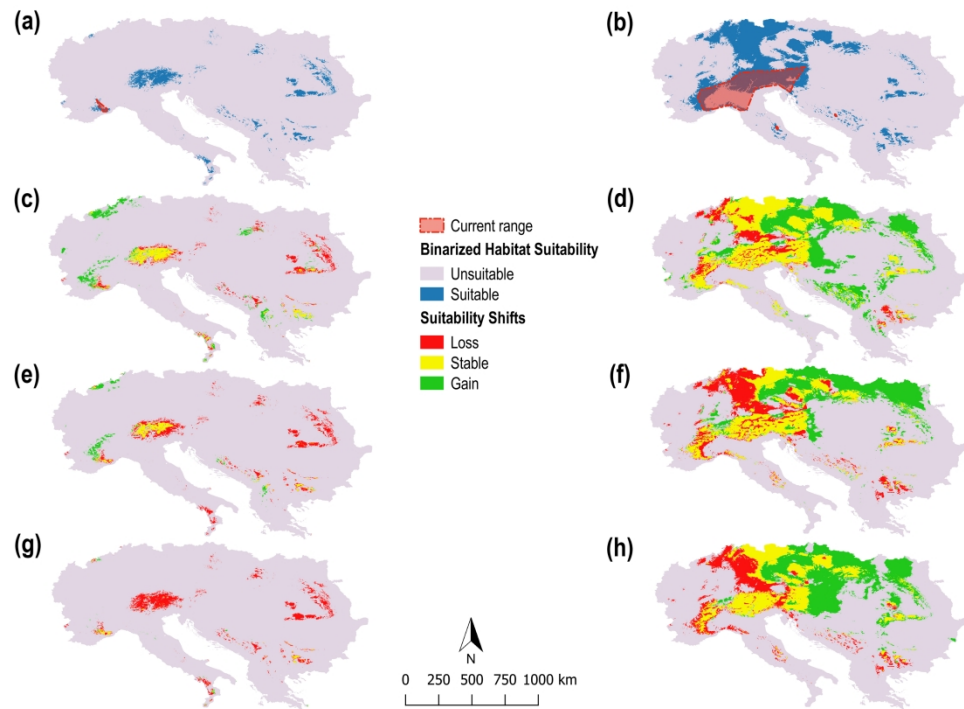 (a)
(b)
(c)
(d)
Current range
Binarized Habitat Suitability
Unsuitable
Suitable
Suitability Shifts
Loss
Stable
Gain
(e)
(f)
(g)
(h)
N
0 250 500 750 1000 km